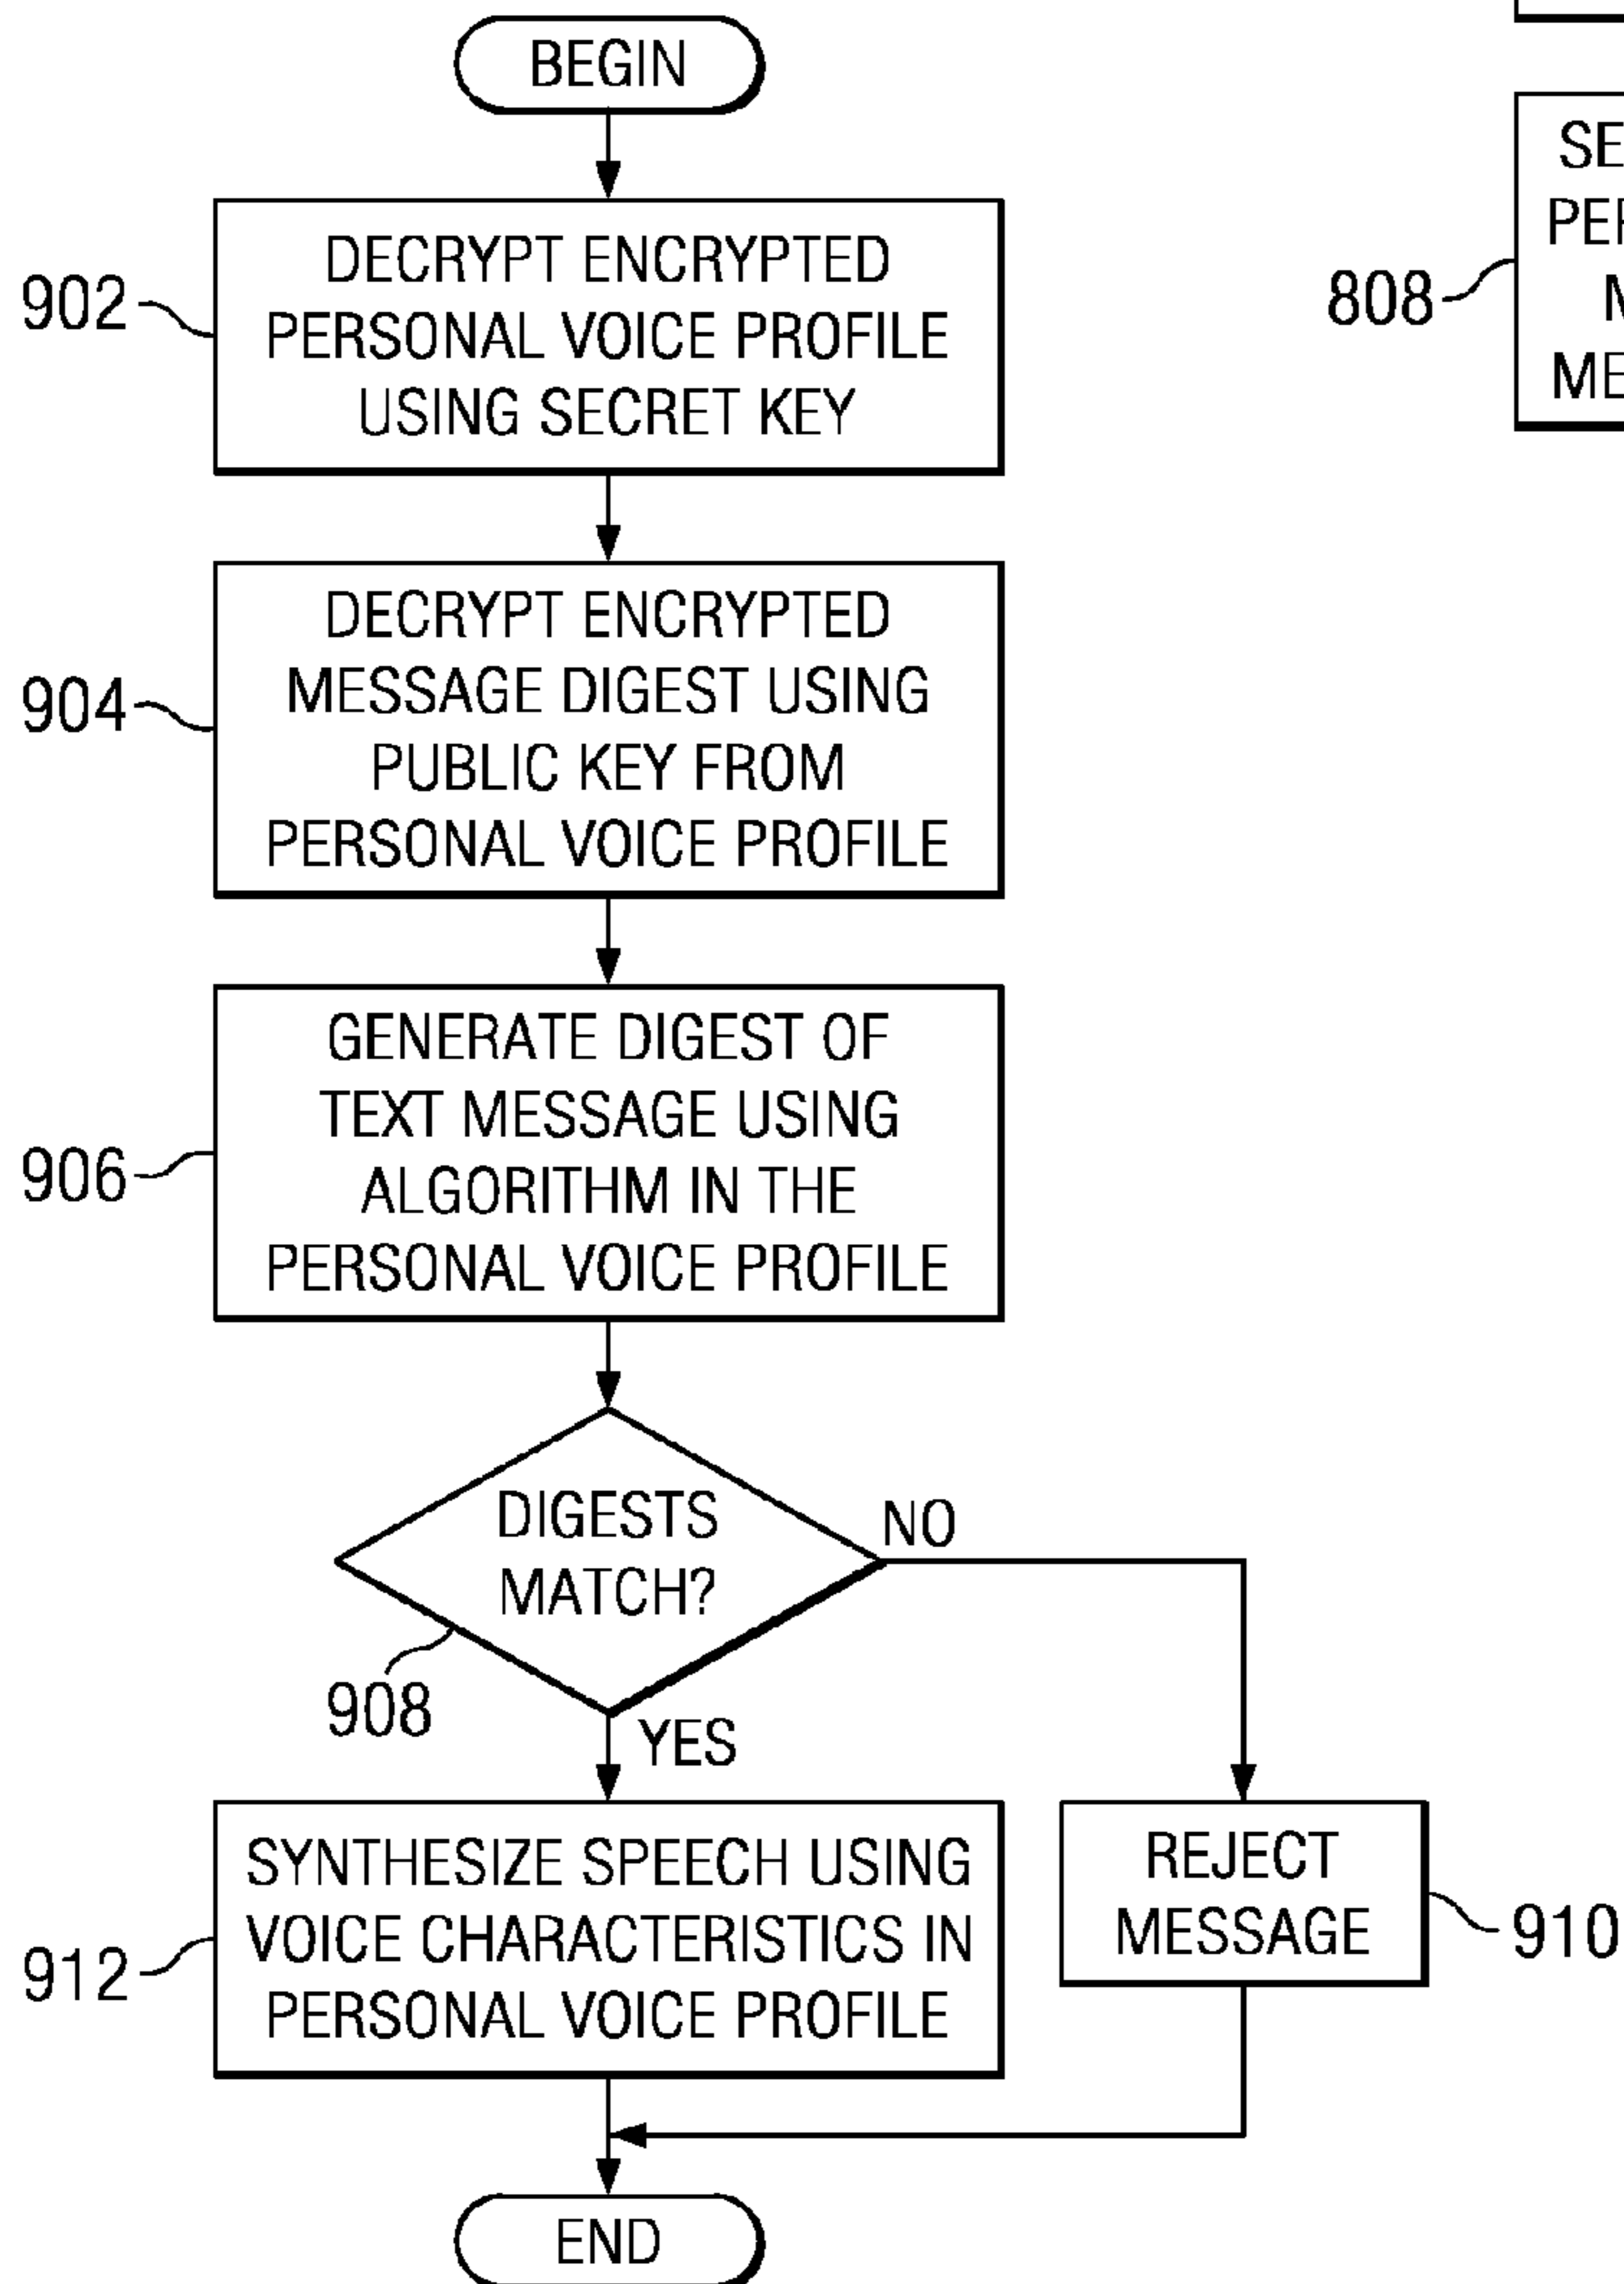 BEGIN
902
DECRYPT ENCRYPTED
PERSONAL VOICE PROFILE
USING SECRET KEY
904
DECRYPT ENCRYPTED
MESSAGE DIGEST USING
PUBLIC KEY FROM
PERSONAL VOICE PROFILE
906
GENERATE DIGEST OF
TEXT MESSAGE USING
ALGORITHM IN THE
PERSONAL VOICE PROFILE
DIGESTS
MATCH?
908
NO
YES
912
SYNTHESIZE SPEECH USING
VOICE CHARACTERISTICS IN
PERSONAL VOICE PROFILE
REJECT
MESSAGE
910
END
808